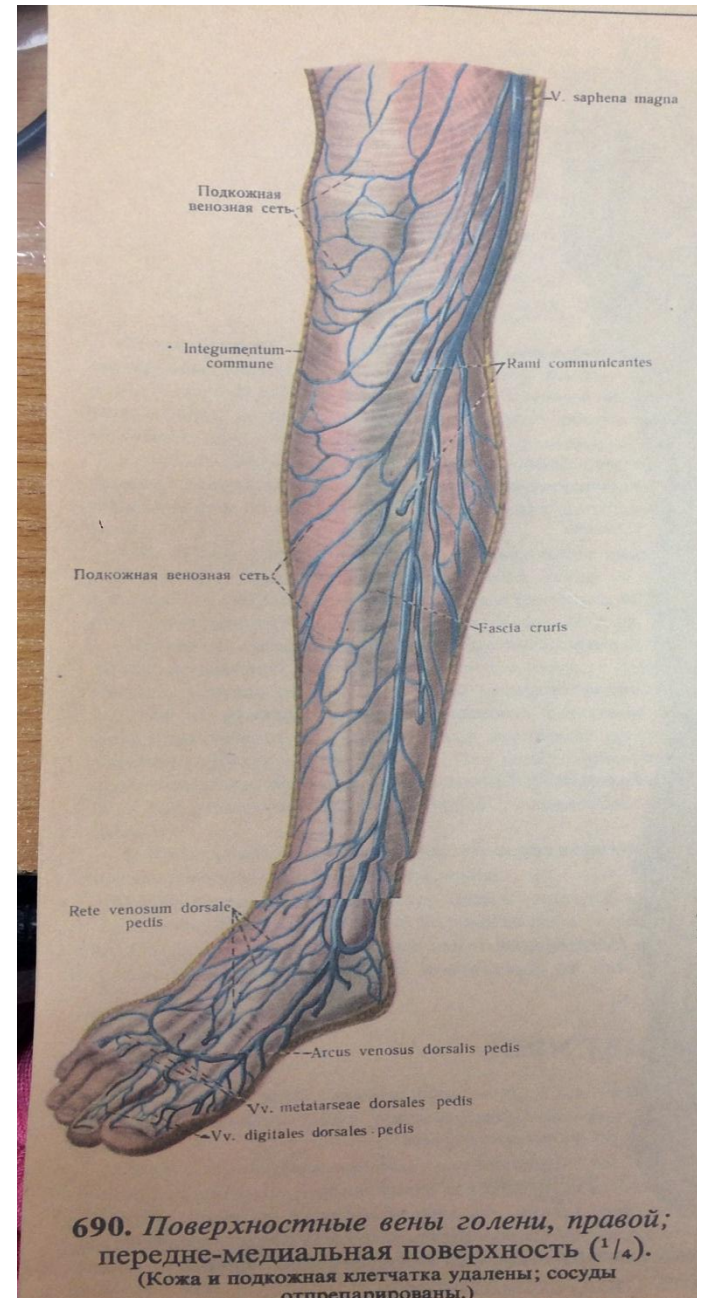 V. saphena magna
Подкожная
венозная сеть
Integumentum
commune
Rami communicantes
Подкожная венозная сеть
Fascia cruris
Rete venosum dorsale
pedis
Arcus venosus dorsalis pedis
Vv. metatarseae dorsales pedis
Vv. digitales dorsales pedis
690. Поверхностные вены голени, правой;
передне-медиальная поверхность (¹/₄).
(Кожа и подкожная клетчатка удалены; сосуды
отпрепарированы.)